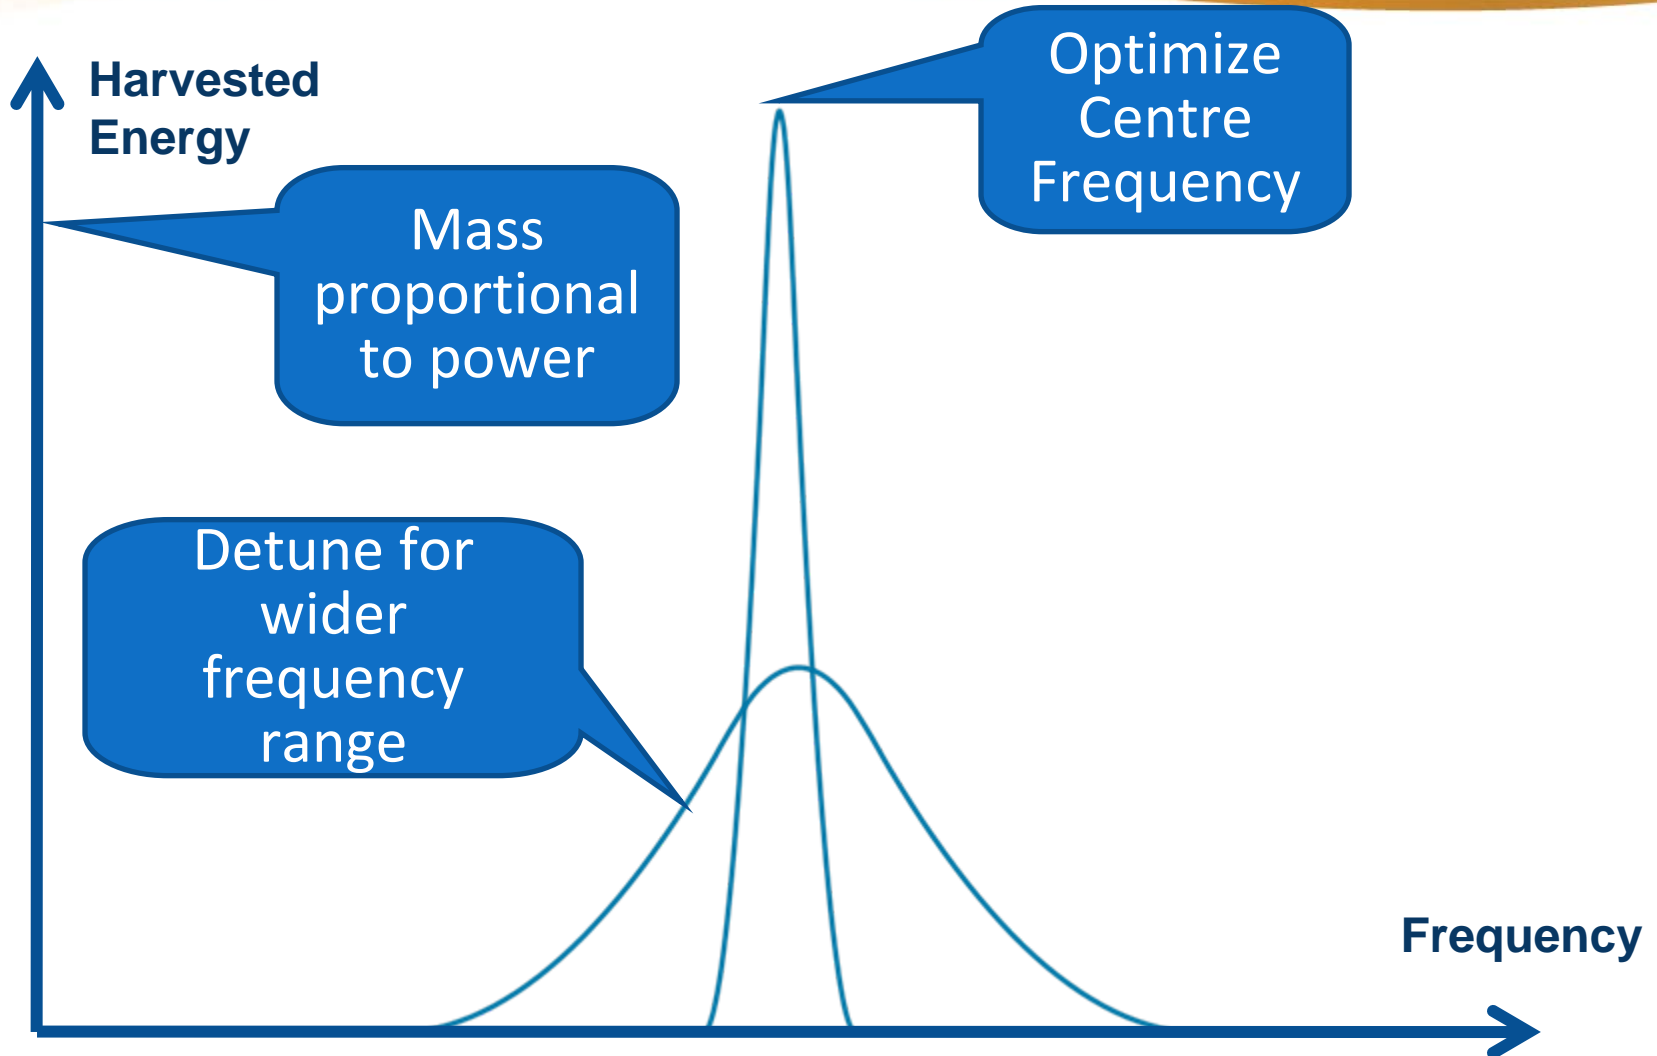 Harvested
Energy
Optimize
Centre
Frequency
Mass
proportional
to power
Detune for
wider
frequency
range
Frequency